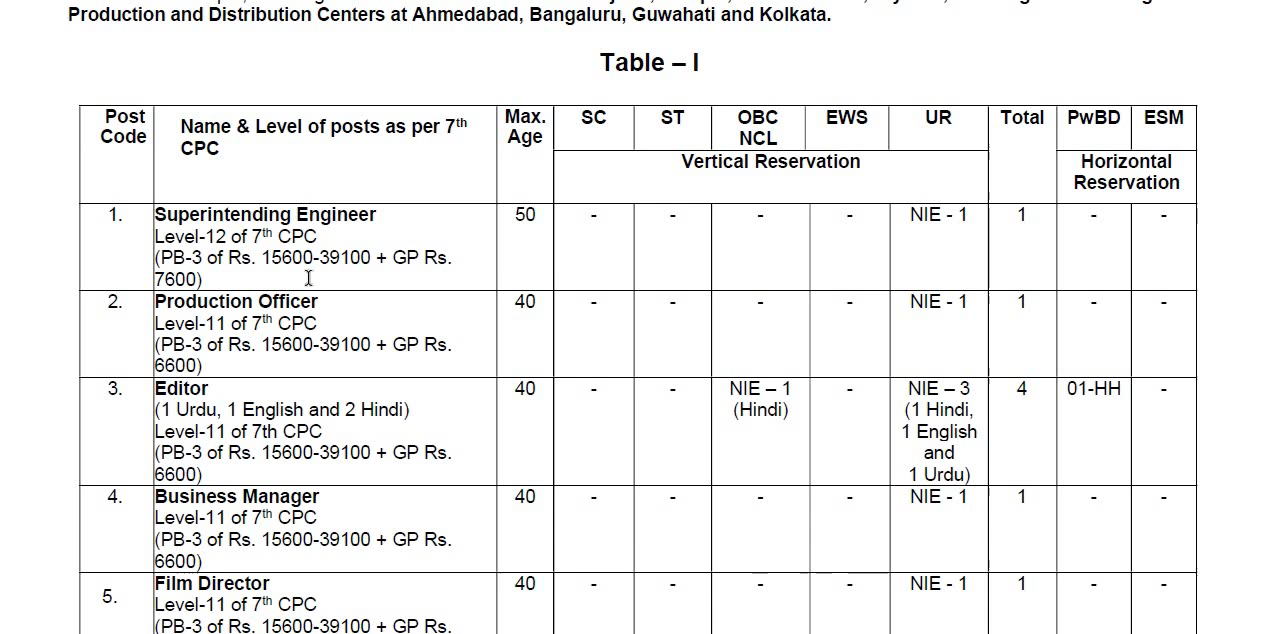 Production and Distribution Centers at Ahmedabad, Bangaluru, Guwahati and Kolkata.
Table – I
Post Code Name & Level of posts as per 7th CPC Max. Age SC ST OBC NCL EWS UR Total PwBD ESM
Vertical Reservation Horizontal Reservation
1. Superintending Engineer 50 - - - - NIE - 1 1 - -
Level-12 of 7th CPC
(PB-3 of Rs. 15600-39100 + GP Rs.
7600)
2. Production Officer 40 - - - - NIE - 1 1 - -
Level-11 of 7th CPC
(PB-3 of Rs. 15600-39100 + GP Rs.
6600)
3. Editor 40 - - NIE – 1 - NIE – 3 4 01-HH -
(1 Urdu, 1 English and 2 Hindi) (Hindi) (1 Hindi,
Level-11 of 7th CPC 1 English
(PB-3 of Rs. 15600-39100 + GP Rs. and
6600) 1 Urdu)
4. Business Manager 40 - - - - NIE - 1 1 - -
Level-11 of 7th CPC
(PB-3 of Rs. 15600-39100 + GP Rs.
6600)
5. Film Director 40 - - - - NIE - 1 1 - -
Level-11 of 7th CPC
(PB-3 of Rs. 15600-39100 + GP Rs.